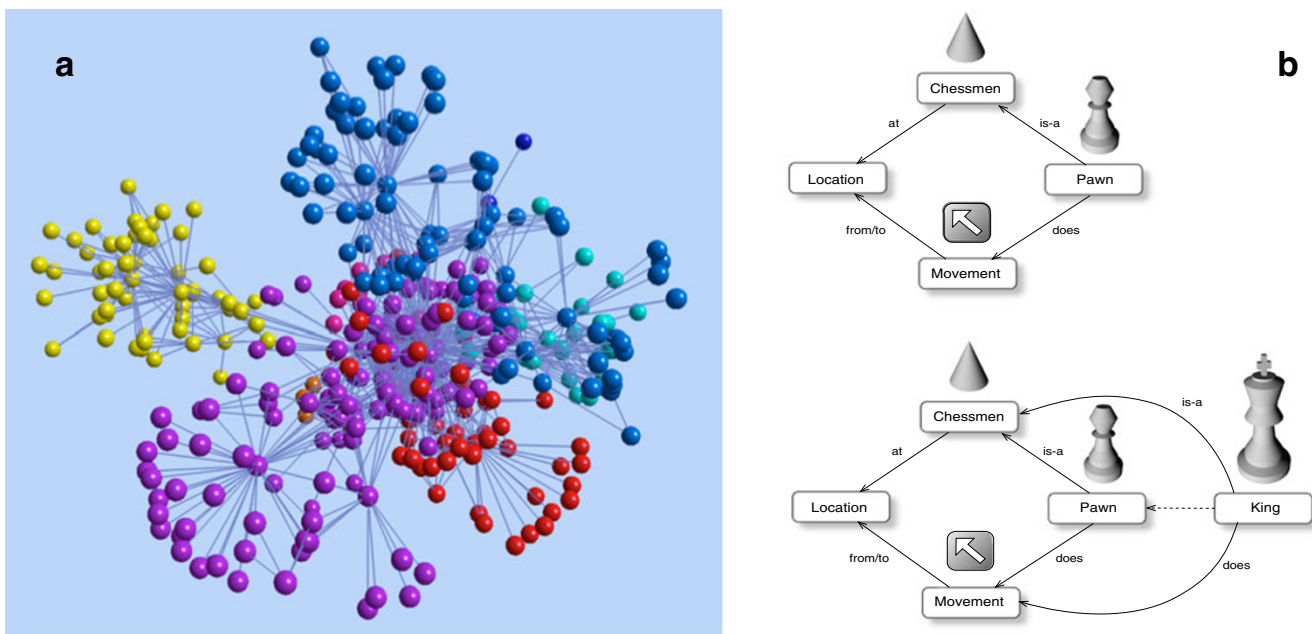 a
b
Chessmen
at
is-a
Location
Pawn
from/to
does
Movement
Chessmen
is-a
at
is-a
Location
Pawn
King
from/to
does
does
Movement